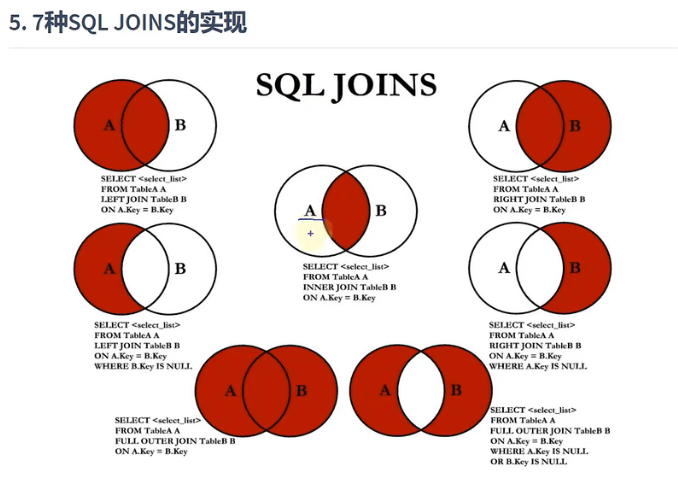 5. 7种SQL JOINS的实现
SQL JOINS
A B
SELECT <select_list>
FROM TableA A
LEFT JOIN TableB B
ON A.Key = B.Key
A B
SELECT <select_list>
FROM TableA A
RIGHT JOIN TableB B
ON A.Key = B.Key
A B
SELECT <select_list>
FROM TableA A
INNER JOIN TableB B
ON A.Key = B.Key
A B
SELECT <select_list>
FROM TableA A
LEFT JOIN TableB B
ON A.Key = B.Key
WHERE B.Key IS NULL
A B
SELECT <select_list>
FROM TableA A
RIGHT JOIN TableB B
ON A.Key = B.Key
WHERE A.Key IS NULL
A B
SELECT <select_list>
FROM TableA A
FULL OUTER JOIN TableB B
ON A.Key = B.Key
A B
SELECT <select_list>
FROM TableA A
FULL OUTER JOIN TableB B
ON A.Key = B.Key
WHERE A.Key IS NULL
OR B.Key IS NULL